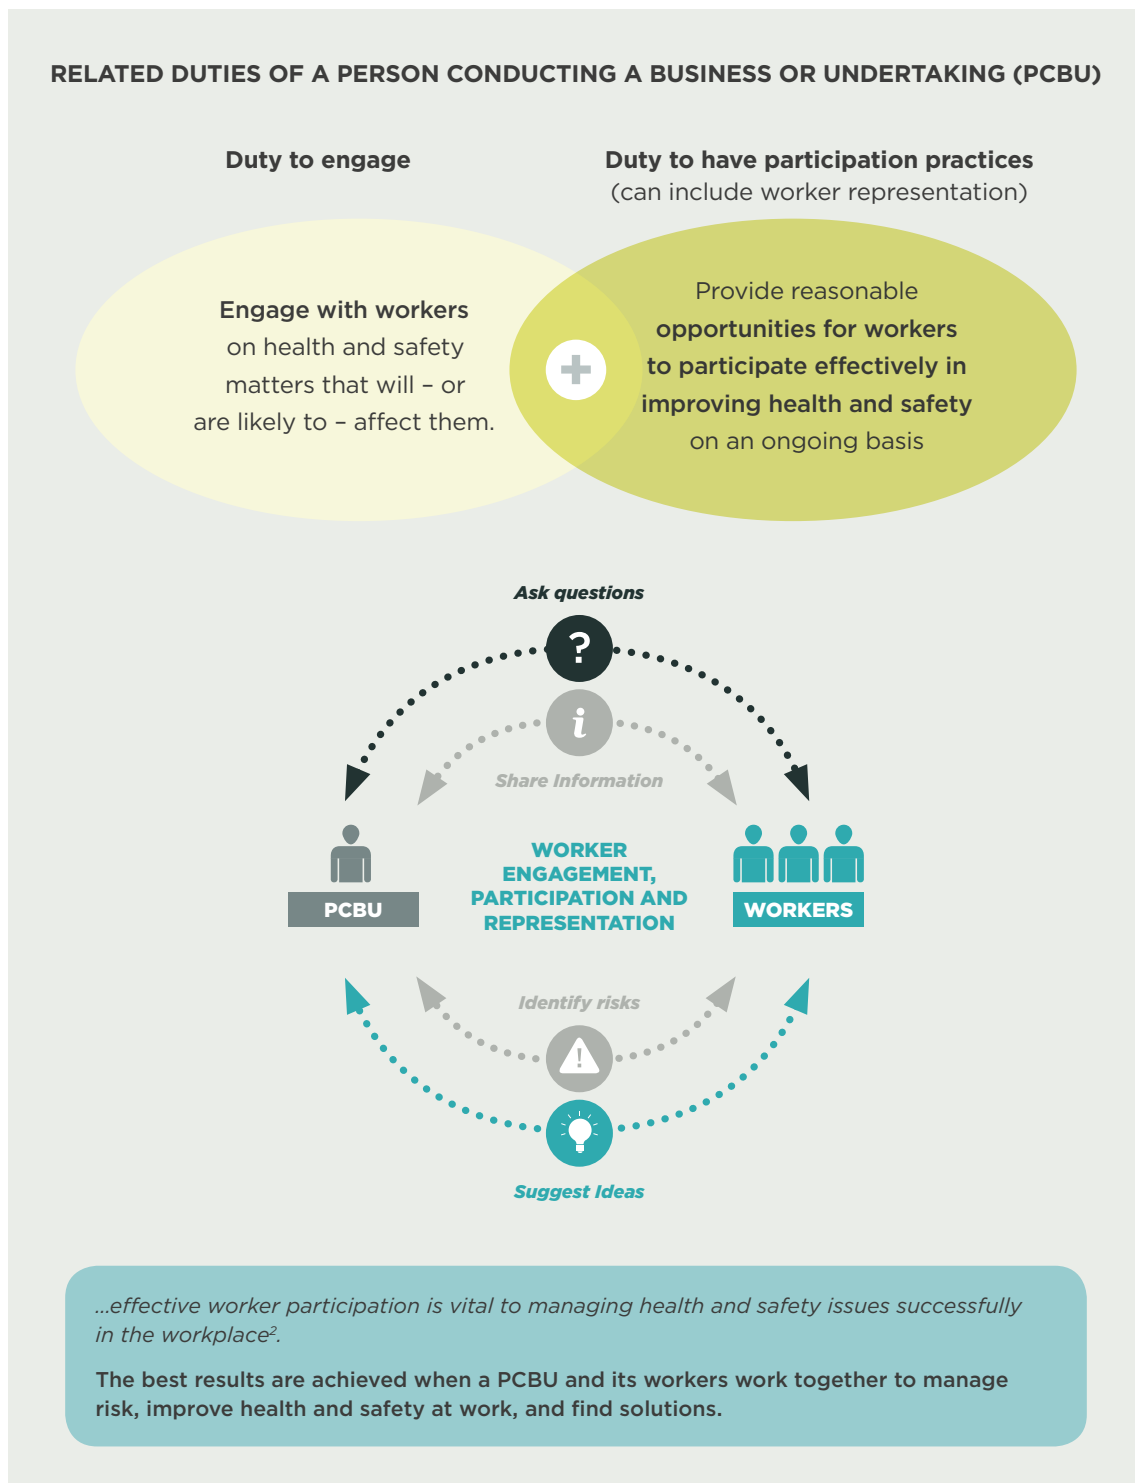 RELATED DUTIES OF A PERSON CONDUCTING A BUSINESS OR UNDERTAKING (PCBU)
Duty to engage
Engage with workers
on health and safety
matters that will – or
are likely to – affect them.
Duty to have participation practices
(can include worker representation)
Provide reasonable
opportunities for workers
to participate effectively in
improving health and safety
on an ongoing basis
Ask questions
?
i
Share Information
WORKER
ENGAGEMENT,
PARTICIPATION AND
REPRESENTATION
PCBU
WORKERS
Identify risks
!
Suggest Ideas
...effective worker participation is vital to managing health and safety issues successfully
in the workplace².
The best results are achieved when a PCBU and its workers work together to manage
risk, improve health and safety at work, and find solutions.